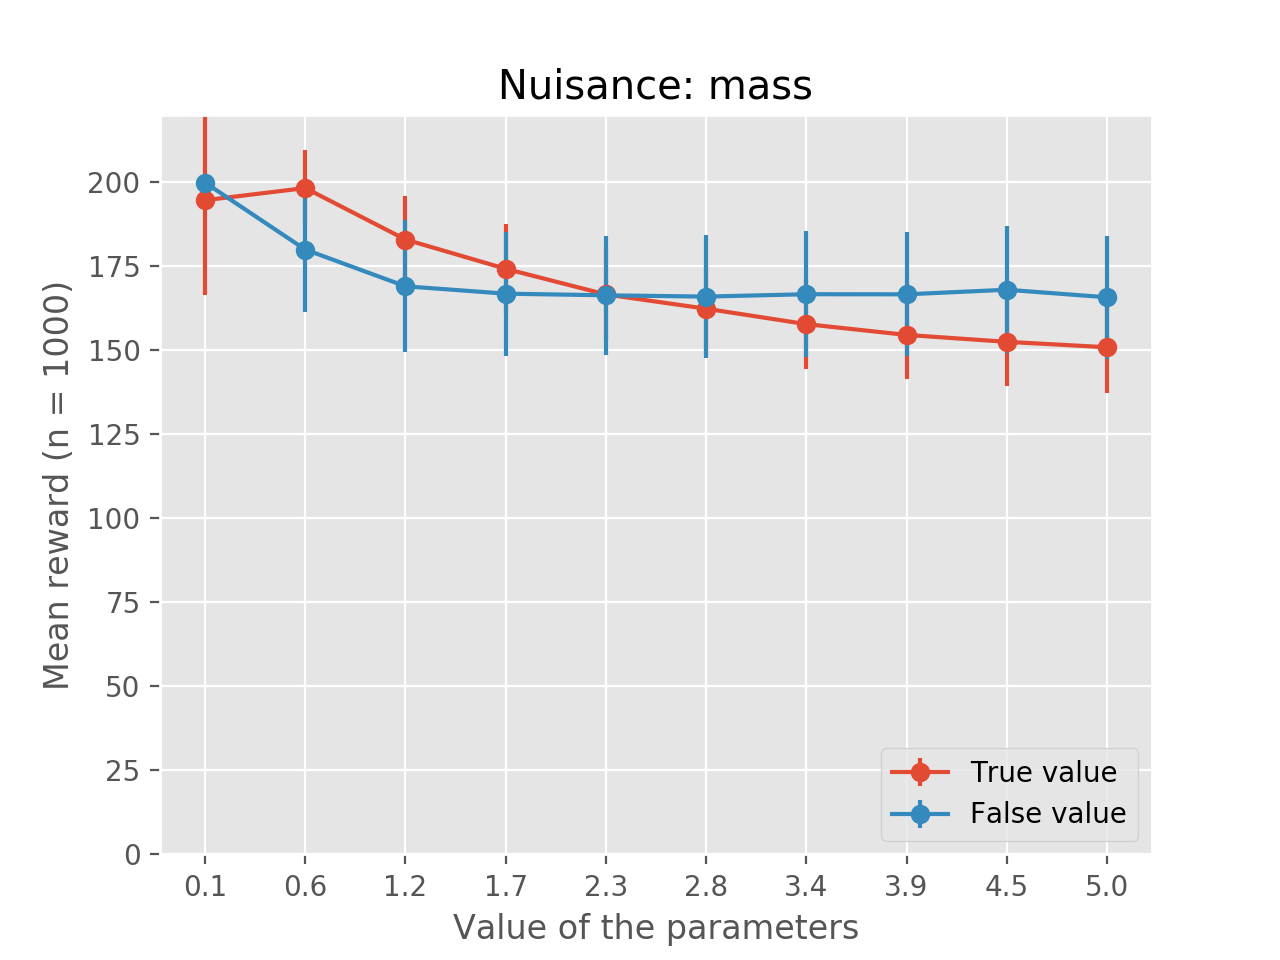 Nuisance: mass
Mean reward (n = 1000)
200
175
150
125
100
75
50
25
0
0.1 0.6 1.2 1.7 2.3 2.8 3.4 3.9 4.5 5.0
Value of the parameters
True value
False value